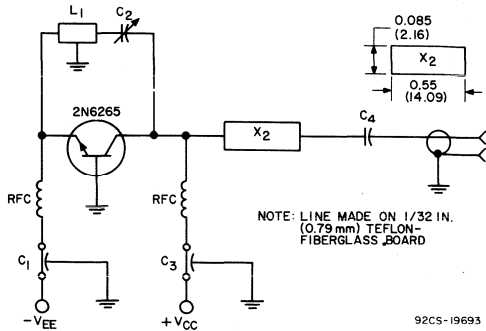 L1
C2
0.085
(2.16)
X2
0.55
(14.09)
2N6265
X2
C4
RFC
RFC
NOTE: LINE MADE ON 1/32 IN.
(0.79 mm) TEFLON-
FIBERGLASS BOARD
C1
C3
-VEE
+VCC
92CS-19693